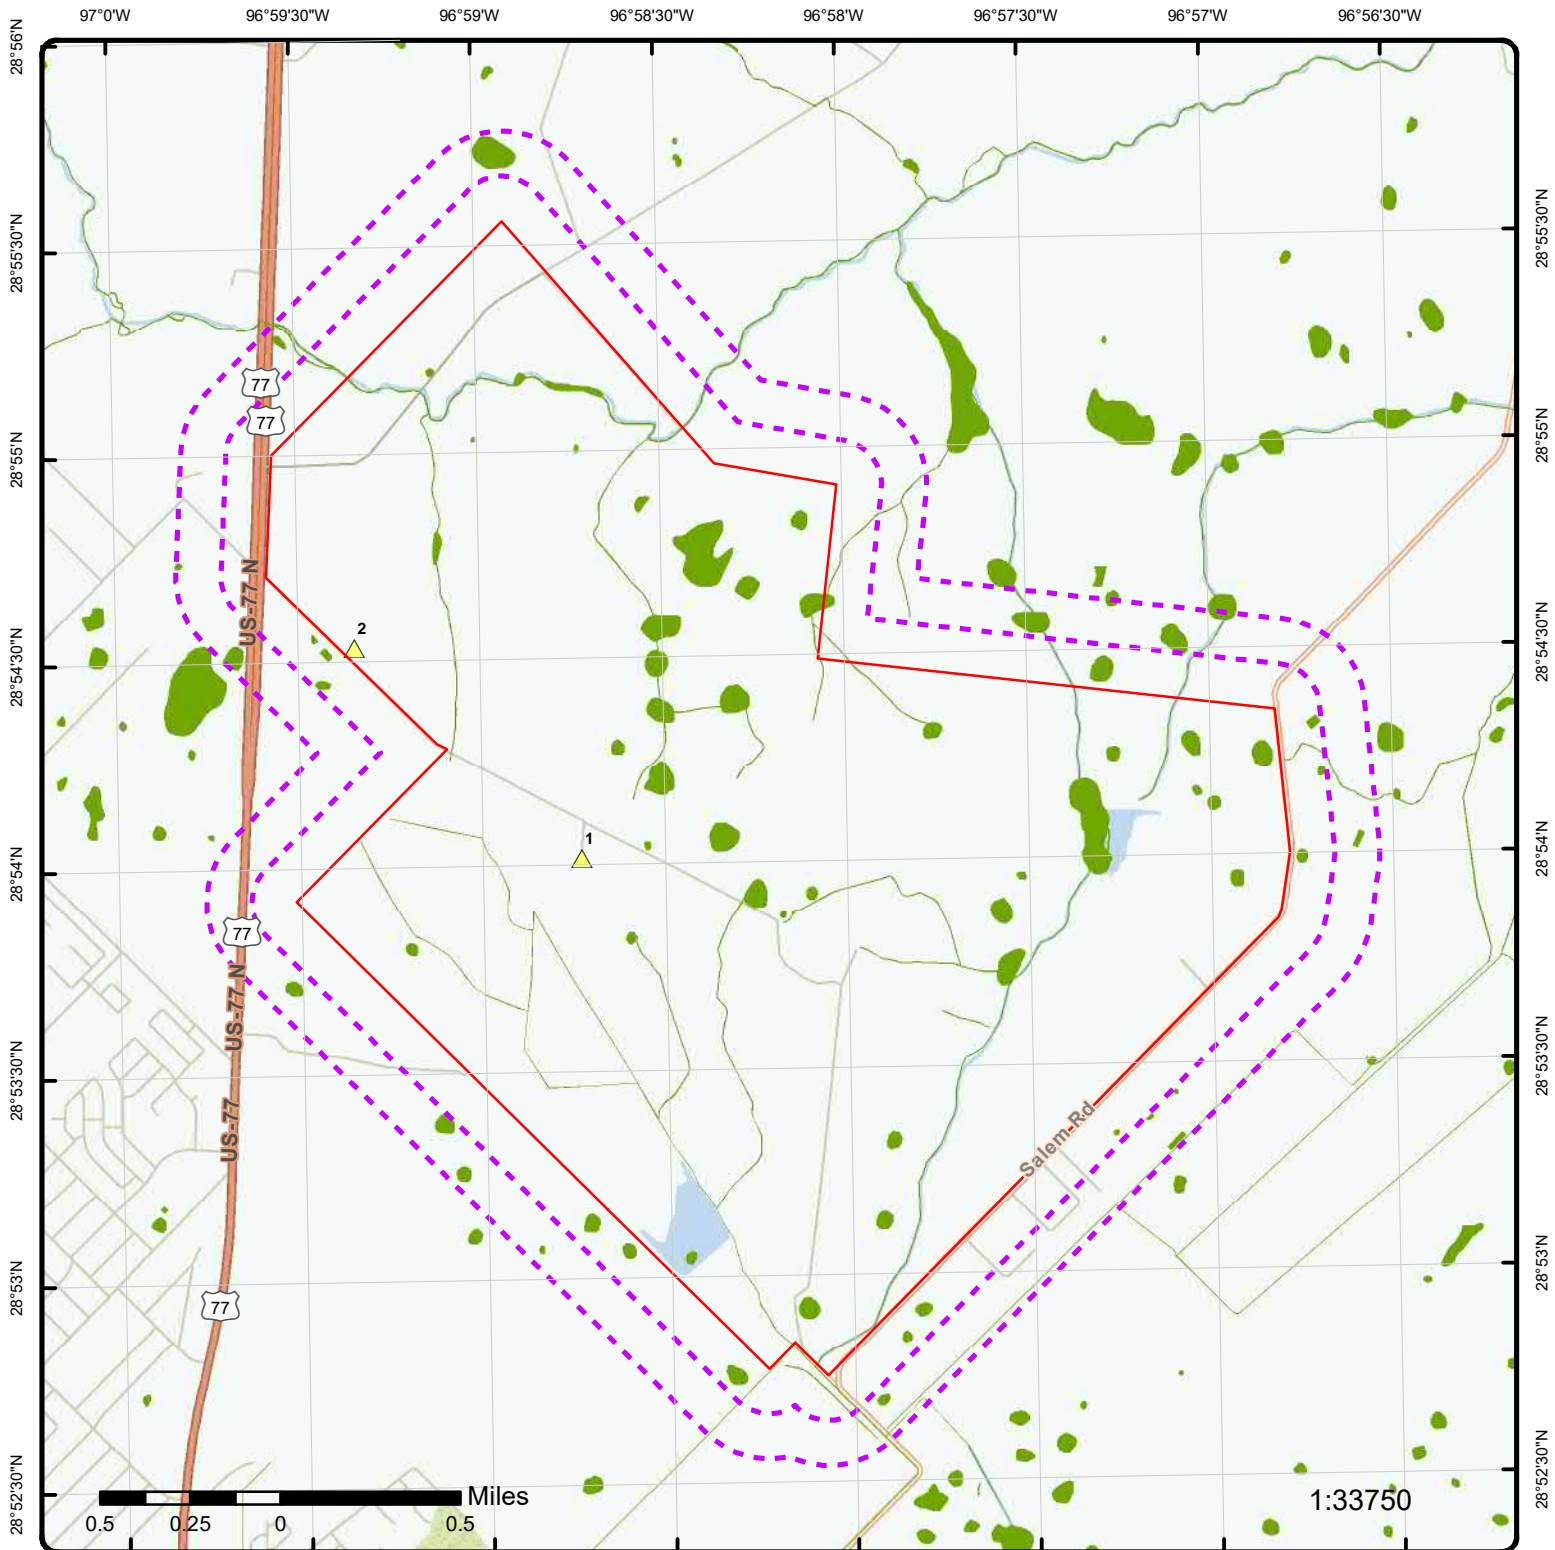 97°0'W 96°59'30"W 96°59'W 96°58'30"W 96°58'W 96°57'30"W 96°57'W 96°56'30"W
28°56'N
28°55'30"N 28°55'30"N
77
77
28°55'N 28°55'N
US-77 N
2
28°54'30"N 28°54'30"N
1
28°54'N 28°54'N
77
US-77 N
28°53'30"N 28°53'30"N
US-77
Salem Rd
28°53'N 28°53'N
77
28°52'30"N 28°52'30"N
Miles
1:33750
0.5 0.25 0 0.5